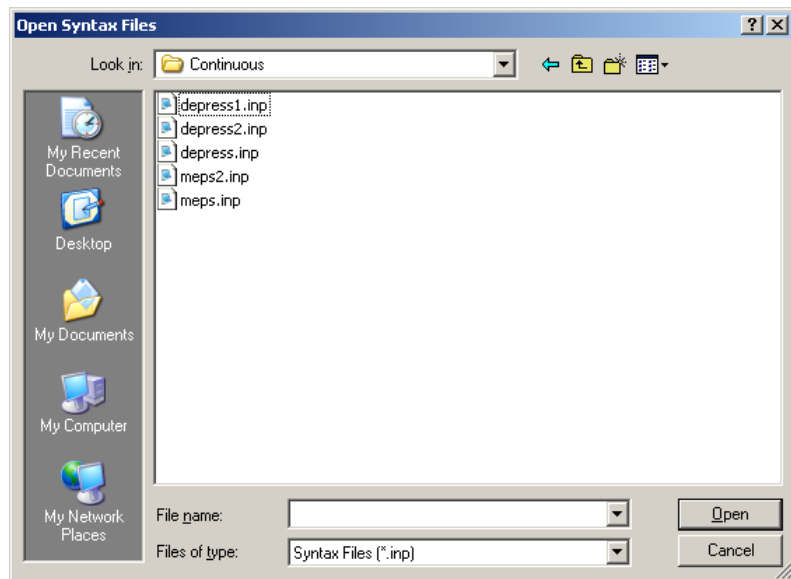 Open Syntax Files
Look in:
Continuous
depress1.inp
depress2.inp
depress.inp
meps2.inp
meps.inp
My Recent
Documents
Desktop
My Documents
My Computer
My Network
Places
File name:
Open
Files of type:
Syntax Files (*.inp)
Cancel